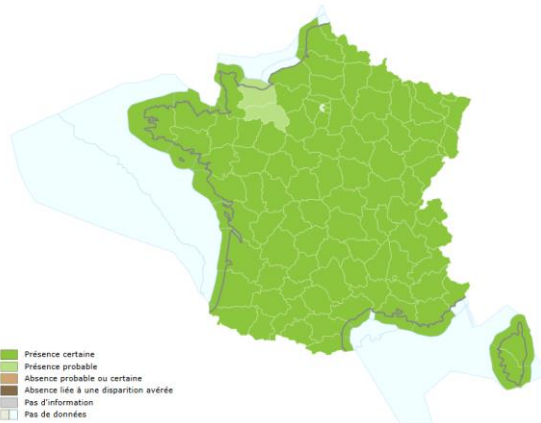 Présence certaine
Présence probable
Absence probable ou certaine
Absence liée à une disparition avérée
Pas d'information
Pas de données